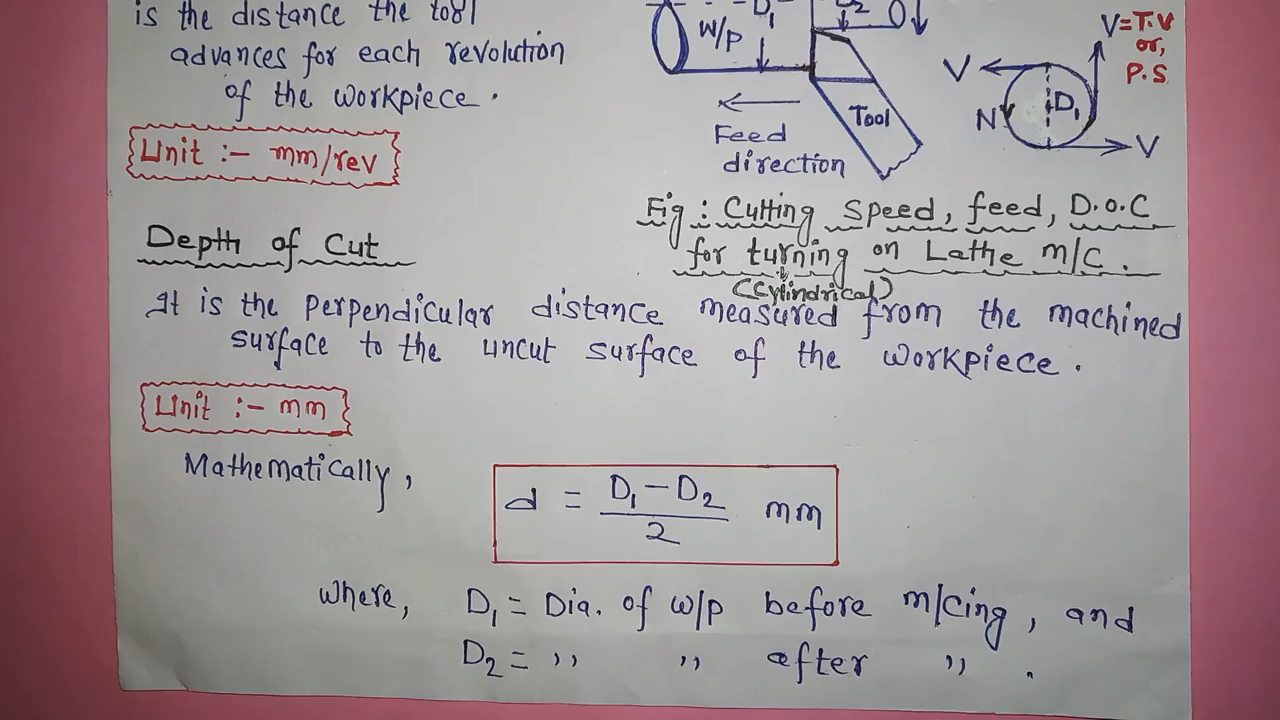 is the distance the tool
advances for each revolution
of the workpiece.
Unit :- mm/rev
W/P
D₁
Tool
Feed
direction
V=T.V
or,
P.S
V
N
D₁
V
Fig : Cutting speed, feed, D.O.C
for turning on Lathe m/c.
(Cylindrical)
Depth of Cut
It is the perpendicular distance measured from the machined
surface to the uncut surface of the workpiece.
Unit :- mm
Mathematically,
d = (D₁ - D₂)/2 mm
where, D₁ = Dia. of w/p before m/cing, and
D₂ = ,, ,, after ,, .